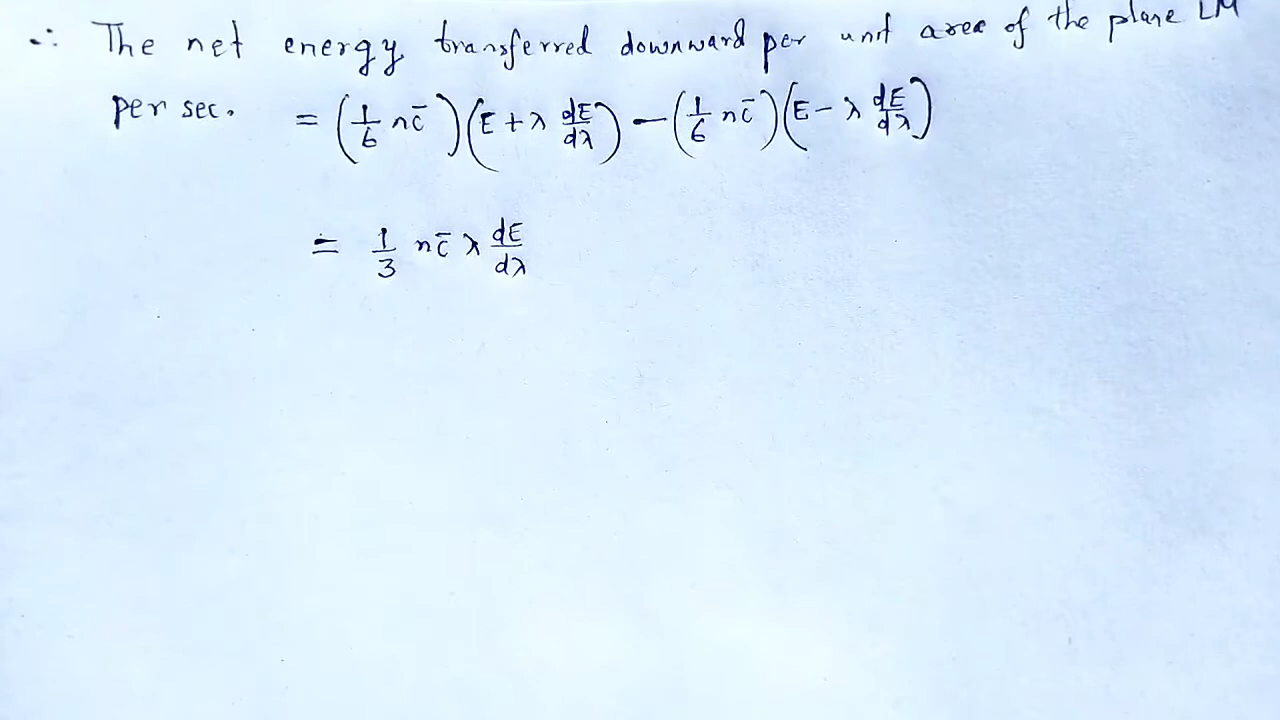 ∴ The net energy transferred downward per unit area of the plane LM
per sec. = (1/6 nc̄)(E + λ dE/dλ) − (1/6 nc̄)(E − λ dE/dλ)
= 1/3 nc̄ λ dE/dλ